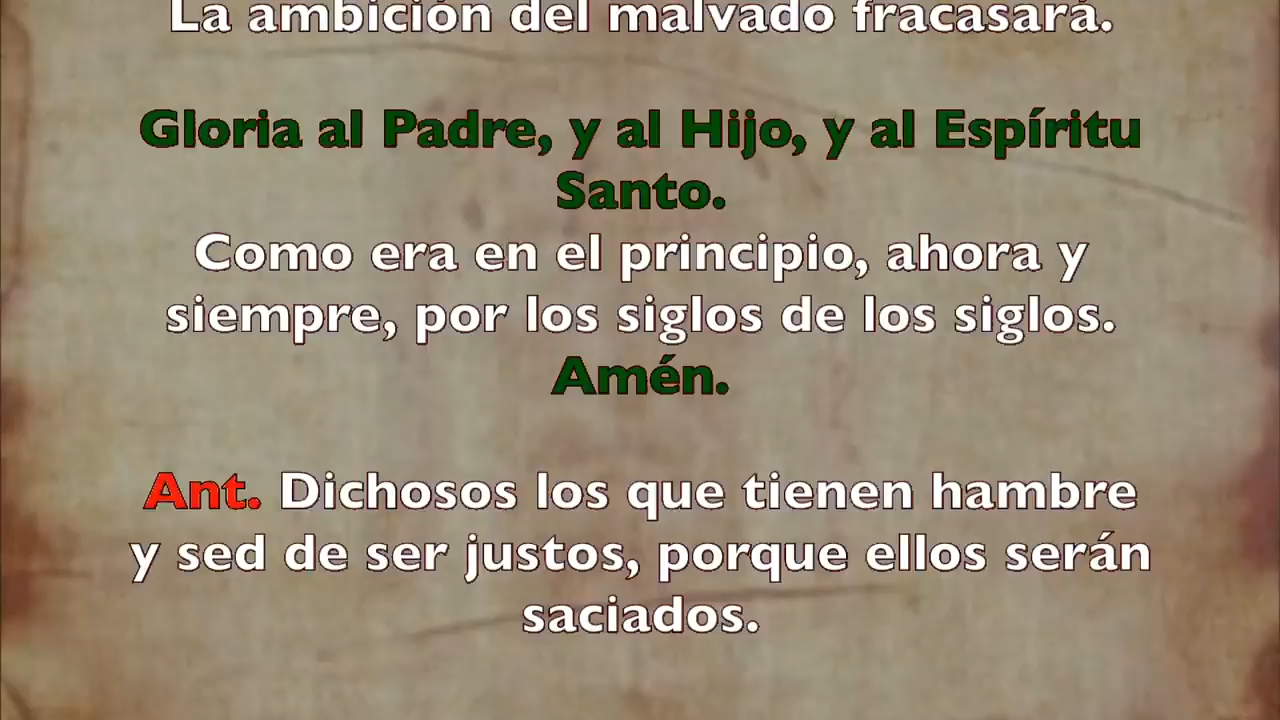 La ambición del malvado fracasará.
Gloria al Padre, y al Hijo, y al Espíritu
Santo.
Como era en el principio, ahora y
siempre, por los siglos de los siglos.
Amén.
Ant. Dichosos los que tienen hambre
y sed de ser justos, porque ellos serán
saciados.